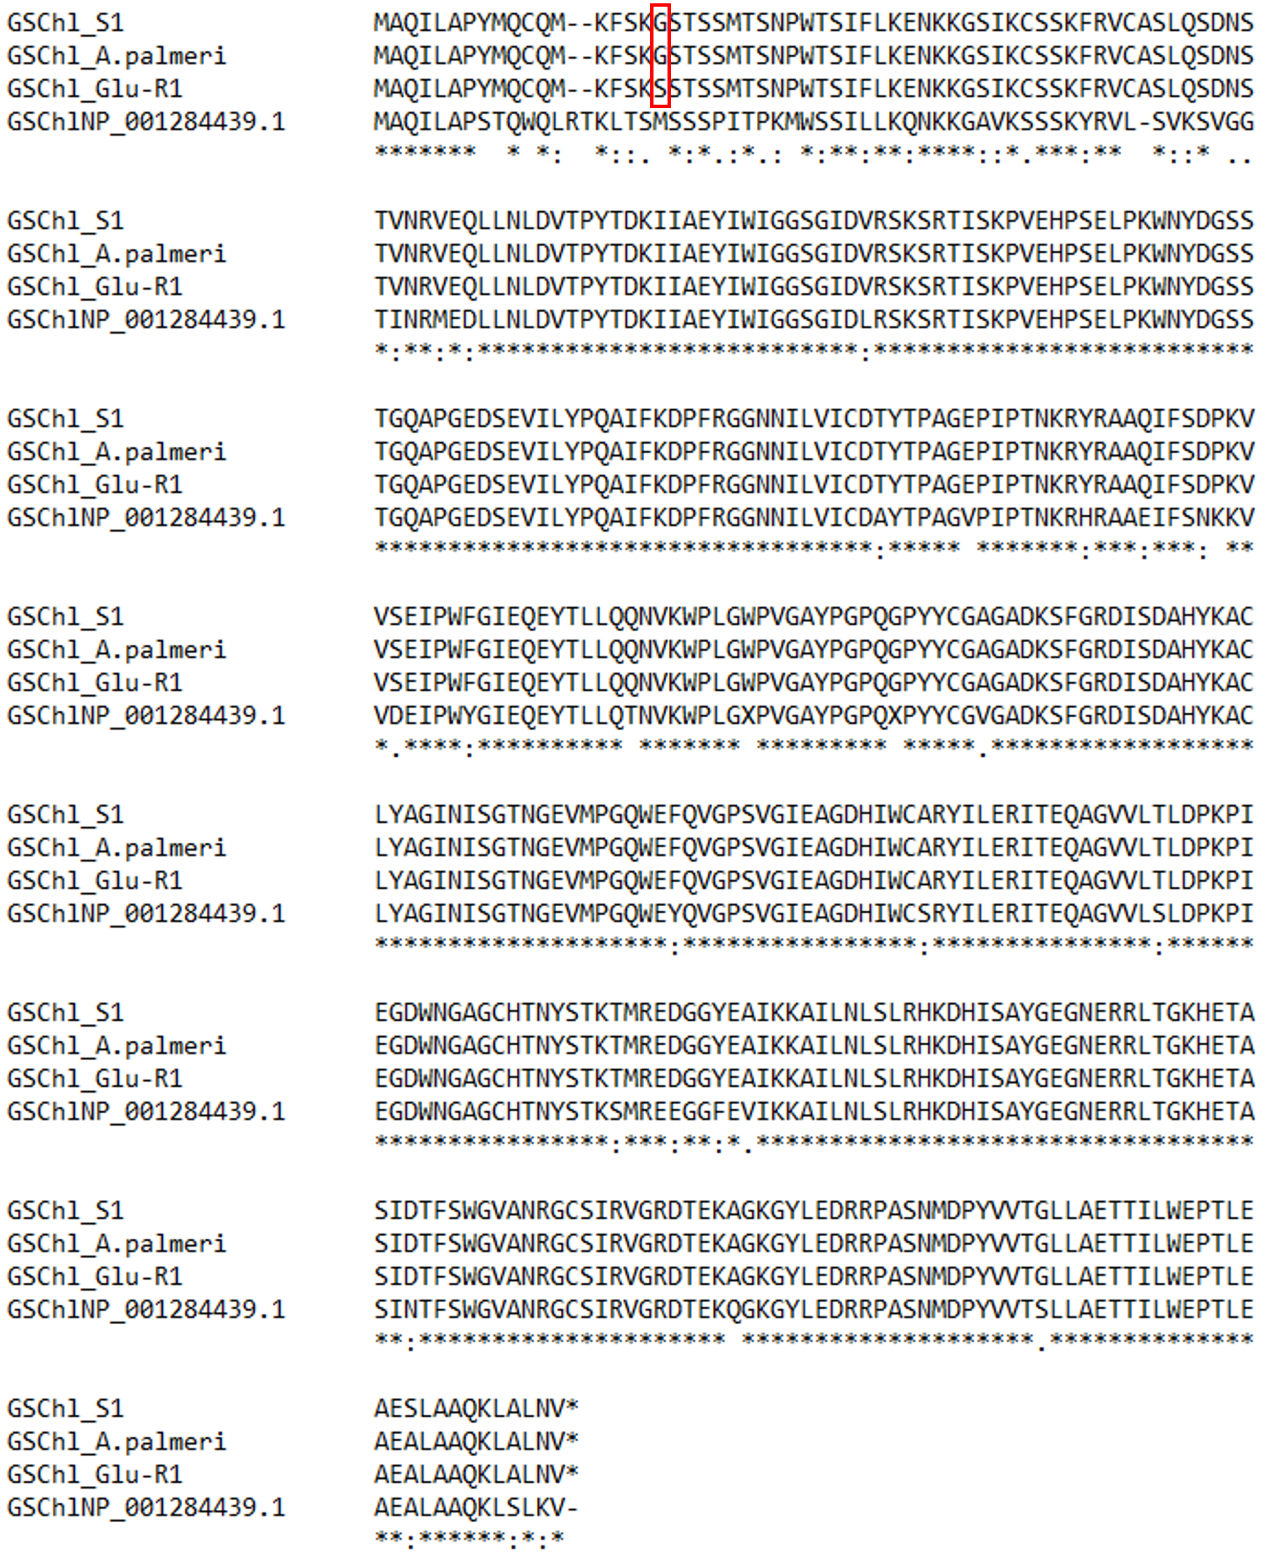 GSChl_S1 MAQILAPYMQCQM--KFSKGSTSSMTSNPWTSIFLKENKKGSIKCSSKFRVCASLQSDNS
GSChl_A.palmeri MAQILAPYMQCQM--KFSKGSTSSMTSNPWTSIFLKENKKGSIKCSSKFRVCASLQSDNS
GSChl_Glu-R1 MAQILAPYMQCQM--KFSKSSTSSMTSNPWTSIFLKENKKGSIKCSSKFRVCASLQSDNS
GSChlNP_001284439.1 MAQILAPSTQWQLRTKLTSMSSSPITPKMWSSILLKQNKKGAVKSSSKYRVL-SVKSVGG
*******  * *:  *::. *:*.:*.: *:**:**:****::*.***:**  *::* ..
GSChl_S1 TVNRVEQLLNLDVTPYTDKIIAEYIWIGGSGIDVRSKSRTISKPVEHPSELPKWNYDGSS
GSChl_A.palmeri TVNRVEQLLNLDVTPYTDKIIAEYIWIGGSGIDVRSKSRTISKPVEHPSELPKWNYDGSS
GSChl_Glu-R1 TVNRVEQLLNLDVTPYTDKIIAEYIWIGGSGIDVRSKSRTISKPVEHPSELPKWNYDGSS
GSChlNP_001284439.1 TINRMEDLLNLDVTPYTDKIIAEYIWIGGSGIDLRSKSRTISKPVEHPSELPKWNYDGSS
*:**:*:**************************:**************************
GSChl_S1 TGQAPGEDSEVILYPQAIFKDPFRGGNNILVICDTYTPAGEPIPTNKRYRAAQIFSDPKV
GSChl_A.palmeri TGQAPGEDSEVILYPQAIFKDPFRGGNNILVICDTYTPAGEPIPTNKRYRAAQIFSDPKV
GSChl_Glu-R1 TGQAPGEDSEVILYPQAIFKDPFRGGNNILVICDTYTPAGEPIPTNKRYRAAQIFSDPKV
GSChlNP_001284439.1 TGQAPGEDSEVILYPQAIFKDPFRGGNNILVICDAYTPAGVPIPTNKRHRAAEIFSNKKV
**********************************:***** *******:***:***: **
GSChl_S1 VSEIPWFGIEQEYTLLQQNVKWPLGWPVGAYPGPQGPYYCGAGADKSFGRDISDAHYKAC
GSChl_A.palmeri VSEIPWFGIEQEYTLLQQNVKWPLGWPVGAYPGPQGPYYCGAGADKSFGRDISDAHYKAC
GSChl_Glu-R1 VSEIPWFGIEQEYTLLQQNVKWPLGWPVGAYPGPQGPYYCGAGADKSFGRDISDAHYKAC
GSChlNP_001284439.1 VDEIPWYGIEQEYTLLQTNVKWPLGXPVGAYPGPQXPYYCGVGADKSFGRDISDAHYKAC
*.****:********** ******* ********* *****.******************
GSChl_S1 LYAGINISGTNGEVMPGQWEFQVGPSVGIEAGDHIWCARYILERITEQAGVVLTLDPKPI
GSChl_A.palmeri LYAGINISGTNGEVMPGQWEFQVGPSVGIEAGDHIWCARYILERITEQAGVVLTLDPKPI
GSChl_Glu-R1 LYAGINISGTNGEVMPGQWEFQVGPSVGIEAGDHIWCARYILERITEQAGVVLTLDPKPI
GSChlNP_001284439.1 LYAGINISGTNGEVMPGQWEYQVGPSVGIEAGDHIWCSRYILERITEQAGVVLSLDPKPI
********************:****************:***************:******
GSChl_S1 EGDWNGAGCHTNYSTKTMREDGGYEAIKKAILNLSLRHKDHISAYGEGNERRLTGKHETA
GSChl_A.palmeri EGDWNGAGCHTNYSTKTMREDGGYEAIKKAILNLSLRHKDHISAYGEGNERRLTGKHETA
GSChl_Glu-R1 EGDWNGAGCHTNYSTKTMREDGGYEAIKKAILNLSLRHKDHISAYGEGNERRLTGKHETA
GSChlNP_001284439.1 EGDWNGAGCHTNYSTKSMREEGGFEVIKKAILNLSLRHKDHISAYGEGNERRLTGKHETA
****************:***:**:*.**********************************
GSChl_S1 SIDTFSWGVANRGCSIRVGRDTEKAGKGYLEDRRPASNMDPYVVTGLLAETTILWEPTLE
GSChl_A.palmeri SIDTFSWGVANRGCSIRVGRDTEKAGKGYLEDRRPASNMDPYVVTGLLAETTILWEPTLE
GSChl_Glu-R1 SIDTFSWGVANRGCSIRVGRDTEKAGKGYLEDRRPASNMDPYVVTGLLAETTILWEPTLE
GSChlNP_001284439.1 SINTFSWGVANRGCSIRVGRDTEKQGKGYLEDRRPASNMDPYVVTSLLAETTILWEPTLE
**:********************* ********************.**************
GSChl_S1 AESLAAQKLALNV*
GSChl_A.palmeri AEALAAQKLALNV*
GSChl_Glu-R1 AEALAAQKLALNV*
GSChlNP_001284439.1 AEALAAQKLSLKV-
**:******:*:*